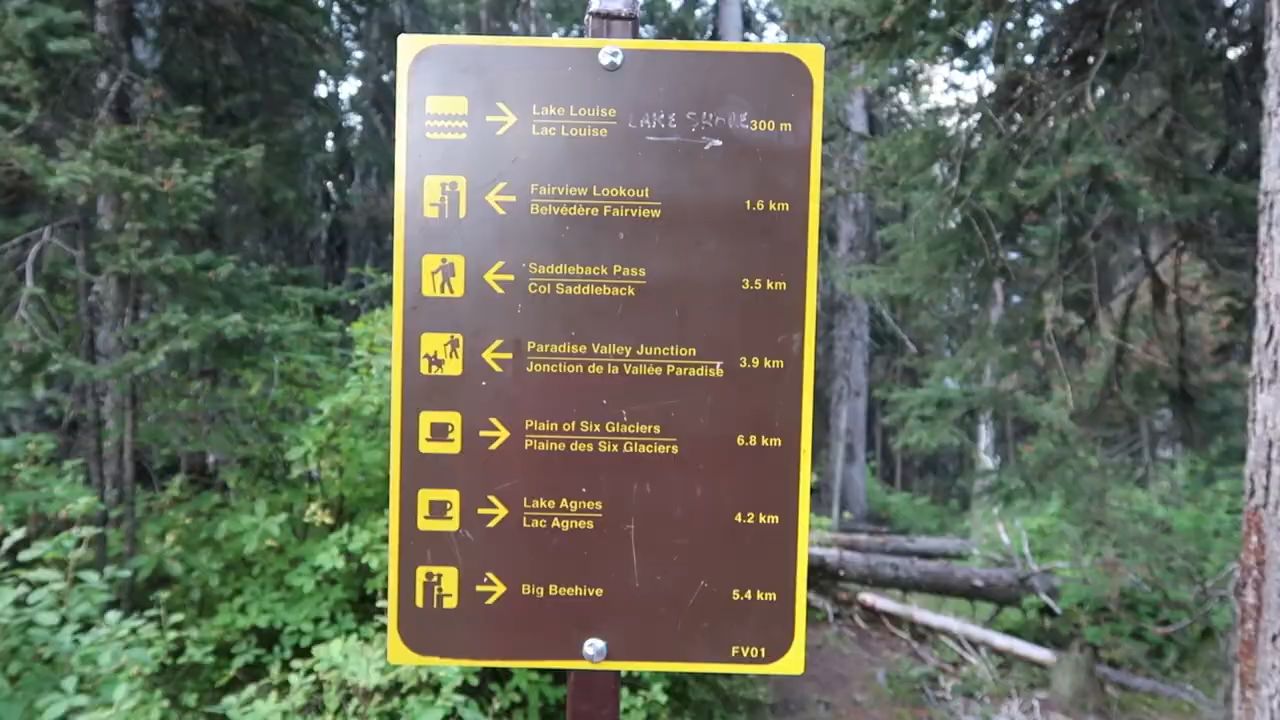 Lake Louise
Lac Louise
LAKE SHORE
300 m
Fairview Lookout
Belvédère Fairview
1.6 km
Saddleback Pass
Col Saddleback
3.5 km
Paradise Valley Junction
Jonction de la Vallée Paradise
3.9 km
Plain of Six Glaciers
Plaine des Six Glaciers
6.8 km
Lake Agnes
Lac Agnes
4.2 km
Big Beehive
5.4 km
FV01